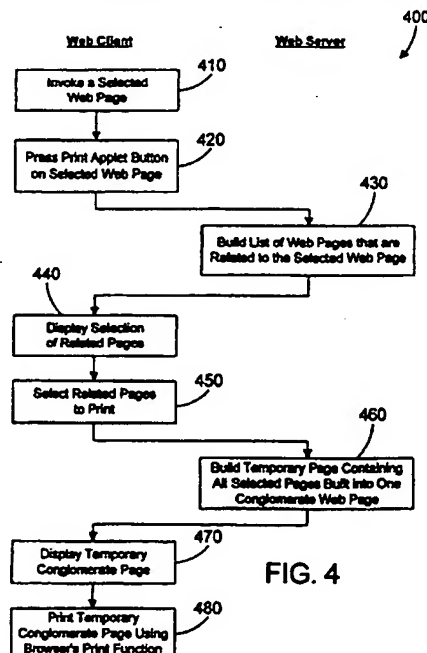 400
Web Client
Web Server
410
Invoke a Selected
Web Page
420
Press Print Applet Button
on Selected Web Page
430
Build List of Web Pages that are
Related to the Selected Web Page
440
Display Selection
of Related Pages
450
Select Related Pages
to Print
460
Build Temporary Page Containing
All Selected Pages Built into One
Conglomerate Web Page
470
Display Temporary
Conglomerate Page
FIG. 4
480
Print Temporary
Conglomerate Page Using
Browser's Print Function